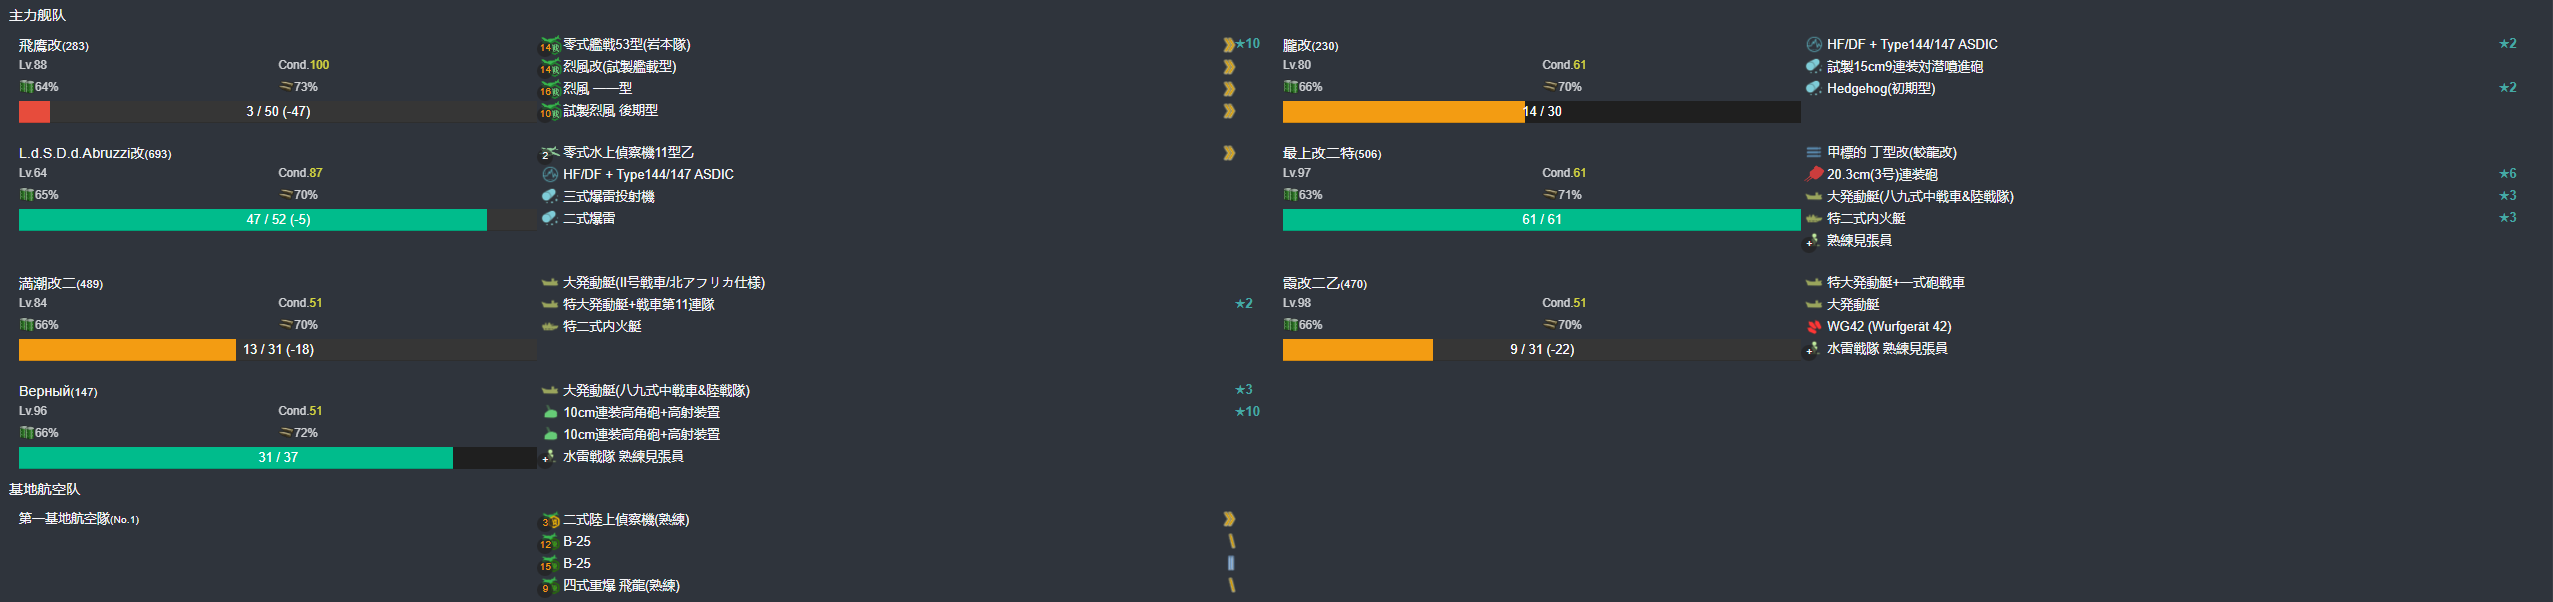 主力舰队
飛鷹改(283)
Lv.88 Cond.100
64% 73%
3 / 50 (-47)
14 零式艦戦53型(岩本隊) ★10
14 烈風改(試製艦載型)
16 烈風 一一型
10 試製烈風 後期型
朧改(230)
Lv.80 Cond.61
66% 70%
14 / 30
HF/DF + Type144/147 ASDIC ★2
試製15cm9連装対潜噴進砲
Hedgehog(初期型) ★2
L.d.S.D.d.Abruzzi改(693)
Lv.64 Cond.87
65% 70%
47 / 52 (-5)
2 零式水上偵察機11型乙
HF/DF + Type144/147 ASDIC
三式爆雷投射機
二式爆雷
最上改二特(506)
Lv.97 Cond.61
63% 71%
61 / 61
甲標的 丁型改(蛟龍改)
20.3cm(3号)連装砲 ★6
大発動艇(八九式中戦車&陸戦隊) ★3
特二式内火艇 ★3
+ 熟練見張員
満潮改二(489)
Lv.84 Cond.51
66% 70%
13 / 31 (-18)
大発動艇(II号戦車/北アフリカ仕様)
特大発動艇+戦車第11連隊 ★2
特二式内火艇
霞改二乙(470)
Lv.98 Cond.51
66% 70%
9 / 31 (-22)
特大発動艇+一式砲戦車
大発動艇
WG42 (Wurfgerät 42)
+ 水雷戦隊 熟練見張員
Верный(147)
Lv.96 Cond.51
66% 72%
31 / 37
大発動艇(八九式中戦車&陸戦隊) ★3
10cm連装高角砲+高射装置 ★10
10cm連装高角砲+高射装置
+ 水雷戦隊 熟練見張員
基地航空队
第一基地航空隊(No.1)
3 二式陸上偵察機(熟練)
12 B-25
15 B-25
9 四式重爆 飛龍(熟練)